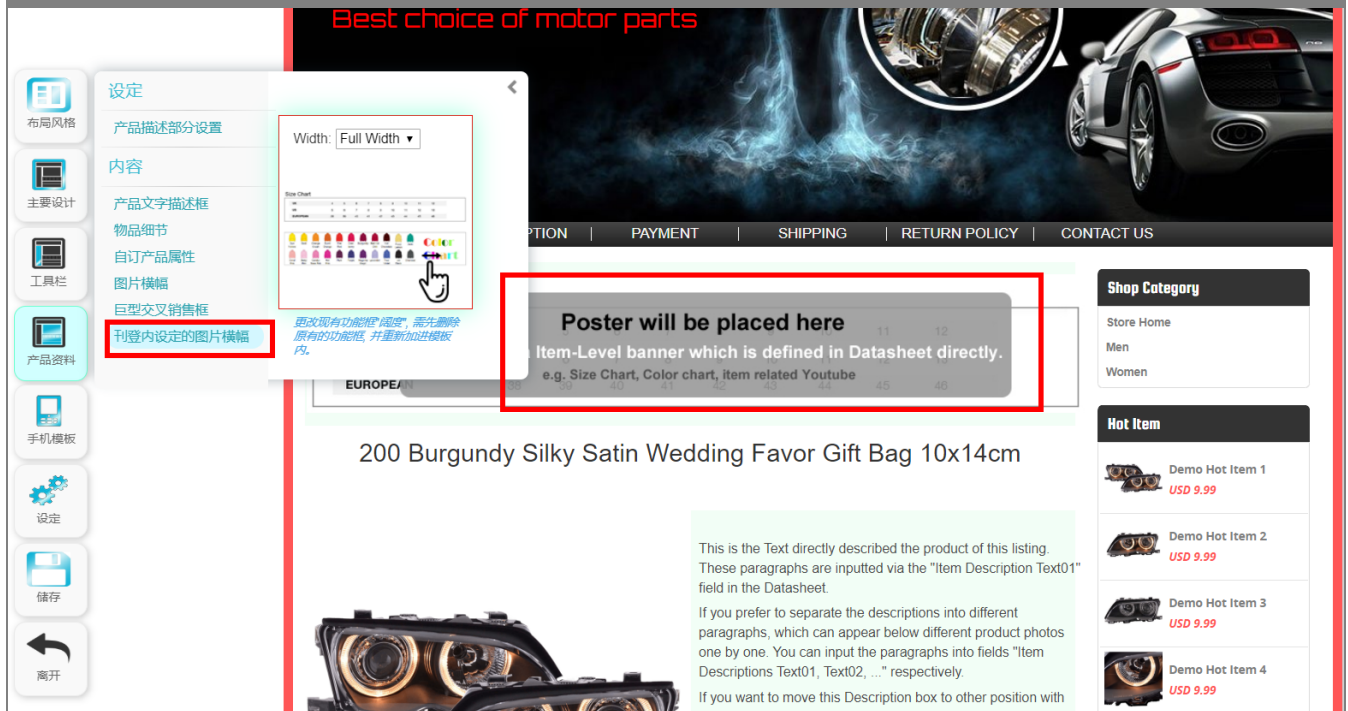 Best choice of motor parts
布局风格
主要设计
工具栏
产品资料
手机模板
设定
储存
离开
设定
产品描述部分设置
内容
产品文字描述框
物品细节
自订产品属性
图片横幅
巨型交叉销售框
刊登内设定的图片横幅
Width: Full Width
Size Chart
Color
Chart
更改现有功能框"阔度", 需先删除
原有的功能框, 并重新加进模板
内。
PTION | PAYMENT | SHIPPING | RETURN POLICY | CONTACT US
Poster will be placed here
Item-Level banner which is defined in Datasheet directly.
e.g. Size Chart, Color chart, item related Youtube
11 12
EUROPEAN 38 39 40 41 42 43 44 45 46
200 Burgundy Silky Satin Wedding Favor Gift Bag 10x14cm
This is the Text directly described the product of this listing.
These paragraphs are inputted via the "Item Description Text01"
field in the Datasheet.
If you prefer to separate the descriptions into different
paragraphs, which can appear below different product photos
one by one. You can input the paragraphs into fields "Item
Descriptions Text01, Text02, ..." respectively.
If you want to move this Description box to other position with
Shop Category
Store Home
Men
Women
Hot Item
Demo Hot Item 1
USD 9.99
Demo Hot Item 2
USD 9.99
Demo Hot Item 3
USD 9.99
Demo Hot Item 4
USD 9.99